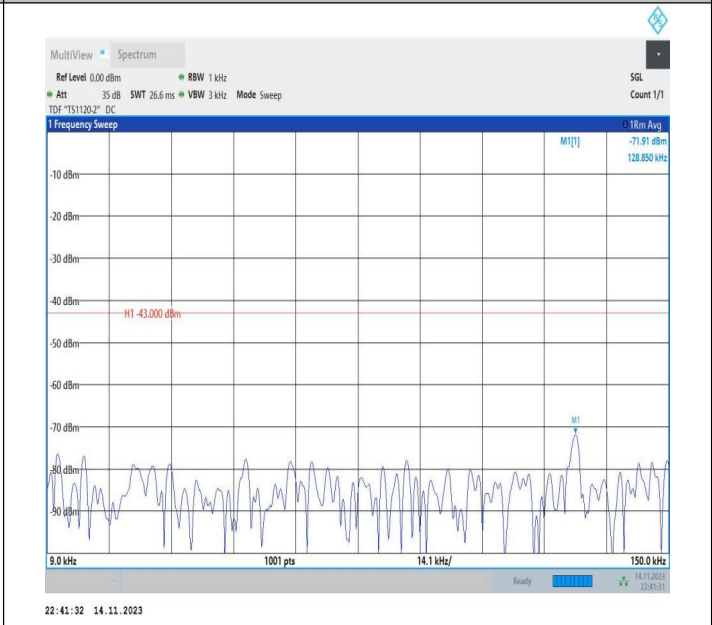 R&S
MultiView Spectrum
Ref Level 0.00 dBm RBW 1 kHz SGL
Att 35 dB SWT 26.6 ms VBW 3 kHz Mode Sweep Count 1/1
TDF "TS1120-2" DC
1 Frequency Sweep 1Rm Avg
M1[1] -71.91 dBm
128.850 kHz
-10 dBm
-20 dBm
-30 dBm
-40 dBm
H1 -43.000 dBm
-50 dBm
-60 dBm
-70 dBm
M1
-80 dBm
-90 dBm
9.0 kHz 1001 pts 14.1 kHz/ 150.0 kHz
Ready 14.11.2023
22:41:31
22:41:32 14.11.2023